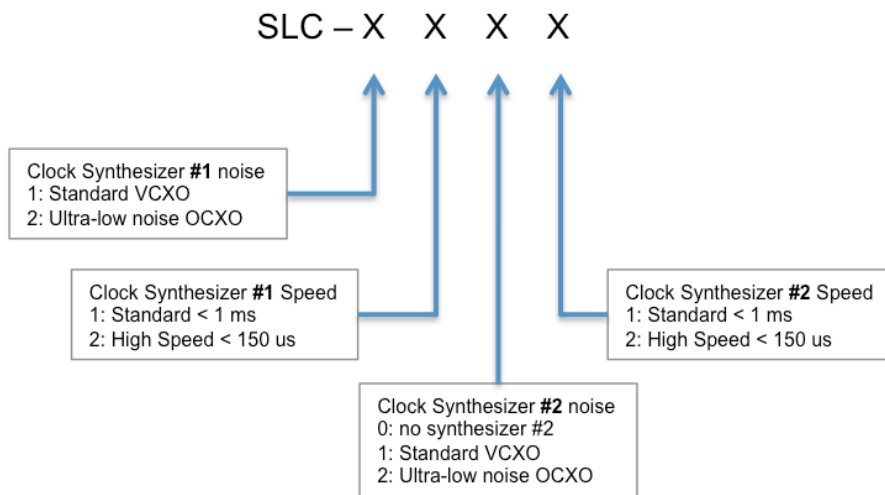 SLC – X X X X
Clock Synthesizer #1 noise
1: Standard VCXO
2: Ultra-low noise OCXO
Clock Synthesizer #1 Speed
1: Standard < 1 ms
2: High Speed < 150 us
Clock Synthesizer #2 Speed
1: Standard < 1 ms
2: High Speed < 150 us
Clock Synthesizer #2 noise
0: no synthesizer #2
1: Standard VCXO
2: Ultra-low noise OCXO